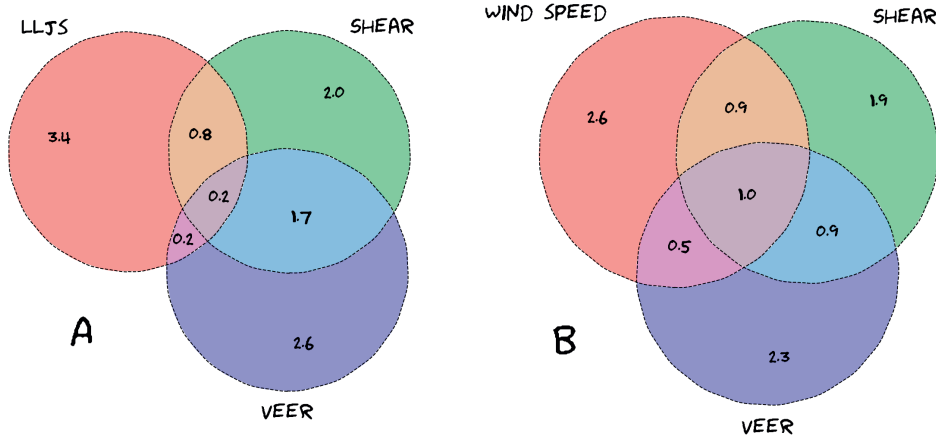 LLJS
SHEAR
2.0
3.4
0.8
0.2
1.7
0.2
2.6
A
VEER
WIND SPEED
SHEAR
1.9
2.6
0.9
1.0
0.9
0.5
2.3
B
VEER